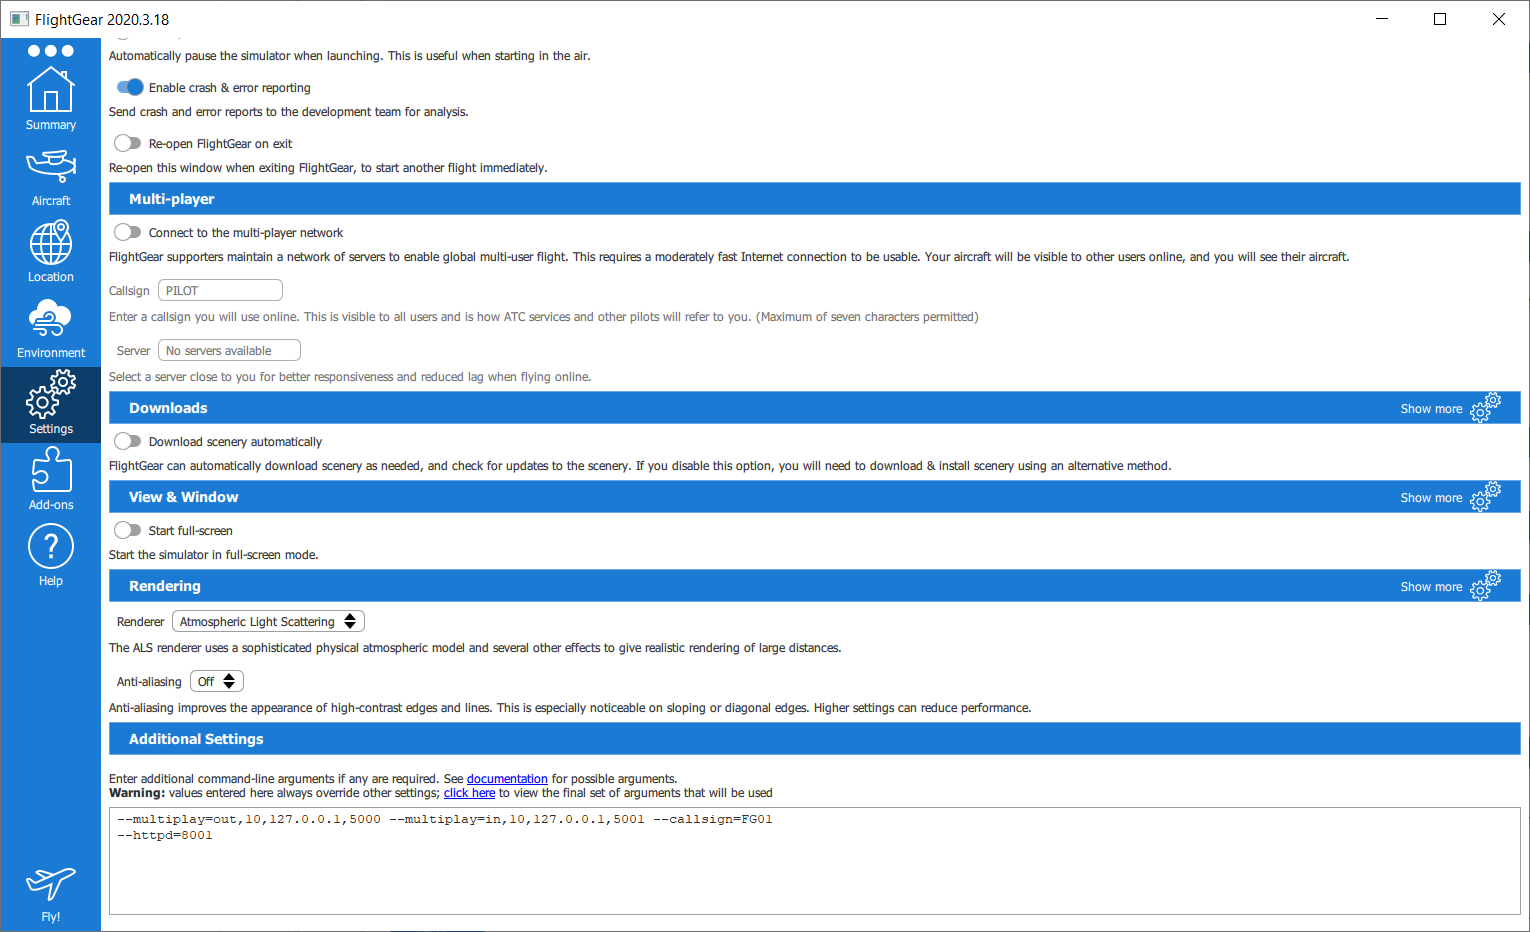 FlightGear 2020.3.18
Summary
Aircraft
Location
Environment
Settings
Add-ons
Help
Fly!
Automatically pause the simulator when launching. This is useful when starting in the air.
Enable crash & error reporting
Send crash and error reports to the development team for analysis.
Re-open FlightGear on exit
Re-open this window when exiting FlightGear, to start another flight immediately.
Multi-player
Connect to the multi-player network
FlightGear supporters maintain a network of servers to enable global multi-user flight. This requires a moderately fast Internet connection to be usable. Your aircraft will be visible to other users online, and you will see their aircraft.
Callsign PILOT
Enter a callsign you will use online. This is visible to all users and is how ATC services and other pilots will refer to you. (Maximum of seven characters permitted)
Server No servers available
Select a server close to you for better responsiveness and reduced lag when flying online.
Downloads Show more
Download scenery automatically
FlightGear can automatically download scenery as needed, and check for updates to the scenery. If you disable this option, you will need to download & install scenery using an alternative method.
View & Window Show more
Start full-screen
Start the simulator in full-screen mode.
Rendering Show more
Renderer Atmospheric Light Scattering
The ALS renderer uses a sophisticated physical atmospheric model and several other effects to give realistic rendering of large distances.
Anti-aliasing Off
Anti-aliasing improves the appearance of high-contrast edges and lines. This is especially noticeable on sloping or diagonal edges. Higher settings can reduce performance.
Additional Settings
Enter additional command-line arguments if any are required. See documentation for possible arguments.
Warning: values entered here always override other settings; click here to view the final set of arguments that will be used
--multiplay=out,10,127.0.0.1,5000 --multiplay=in,10,127.0.0.1,5001 --callsign=FG01
--httpd=8001